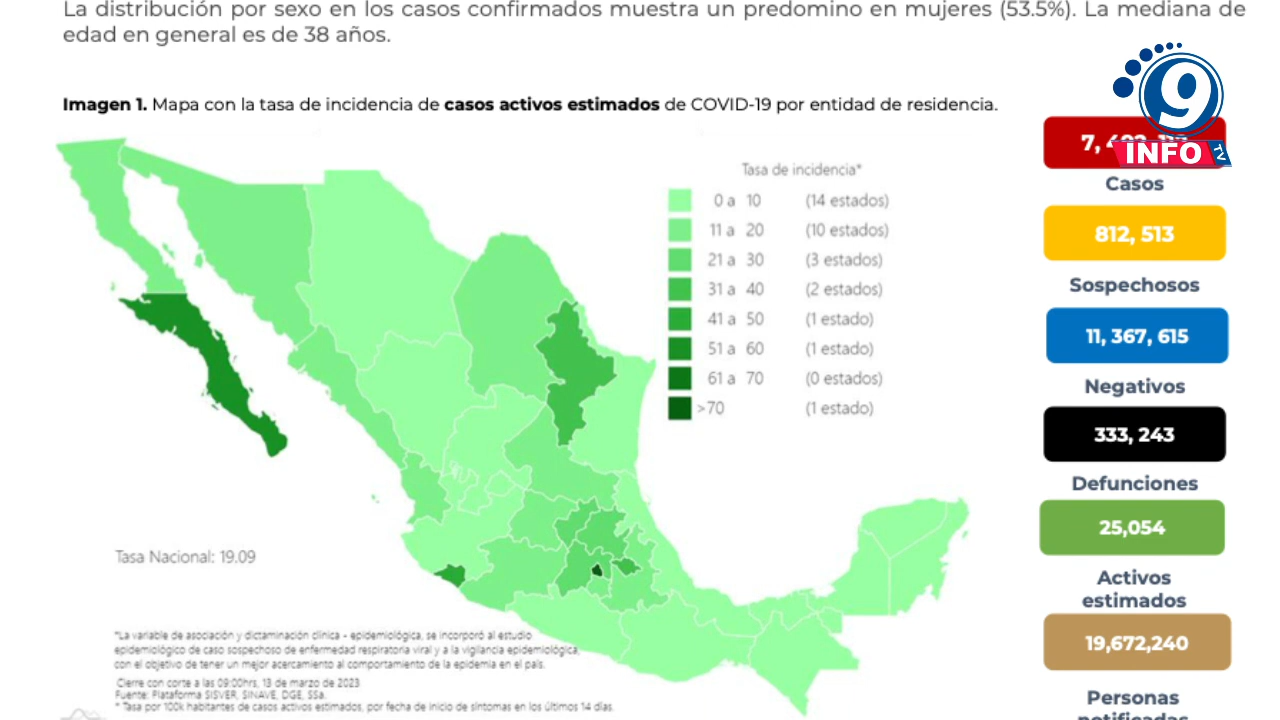 La distribución por sexo en los casos confirmados muestra un predomino en mujeres (53.5%). La mediana de
edad en general es de 38 años.
Imagen 1. Mapa con la tasa de incidencia de casos activos estimados de COVID-19 por entidad de residencia.
Tasa de incidencia*
0 a 10 (14 estados)
11 a 20 (10 estados)
21 a 30 (3 estados)
31 a 40 (2 estados)
41 a 50 (1 estado)
51 a 60 (1 estado)
61 a 70 (0 estados)
>70 (1 estado)
Tasa Nacional: 19.09
*La variable de asociación y dictaminación clínica - epidemiológica, se incorporó al estudio
epidemiológico de caso sospechoso de enfermedad respiratoria viral y a la vigilancia epidemiológica,
con el objetivo de tener un mejor acercamiento al comportamiento de la epidemia en el país.
Cierre con corte a las 09:00hrs, 13 de marzo de 2023
Fuente: Plataforma SISVER, SINAVE, DGE, SSa.
* Tasa por 100k habitantes de casos activos estimados, por fecha de inicio de síntomas en los últimos 14 días.
9
INFO TV
Casos
812, 513
Sospechosos
11, 367, 615
Negativos
333, 243
Defunciones
25,054
Activos
estimados
19,672,240
Personas
notificadas